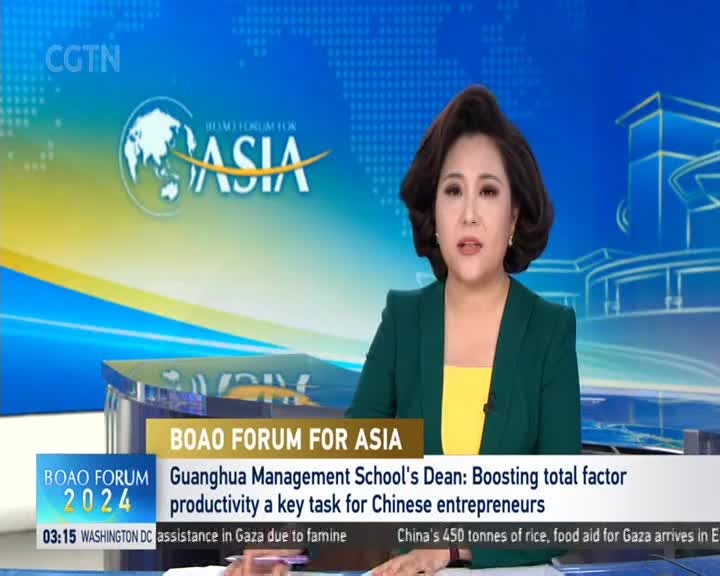 CGTN
BOAO FORUM FOR
ASIA
BOAO FORUM FOR ASIA
Guanghua Management School's Dean: Boosting total factor
productivity a key task for Chinese entrepreneurs
BOAO FORUM
2024
03:15 WASHINGTON DC
assistance in Gaza due to famine China's 450 tonnes of rice, food aid for Gaza arrives in E